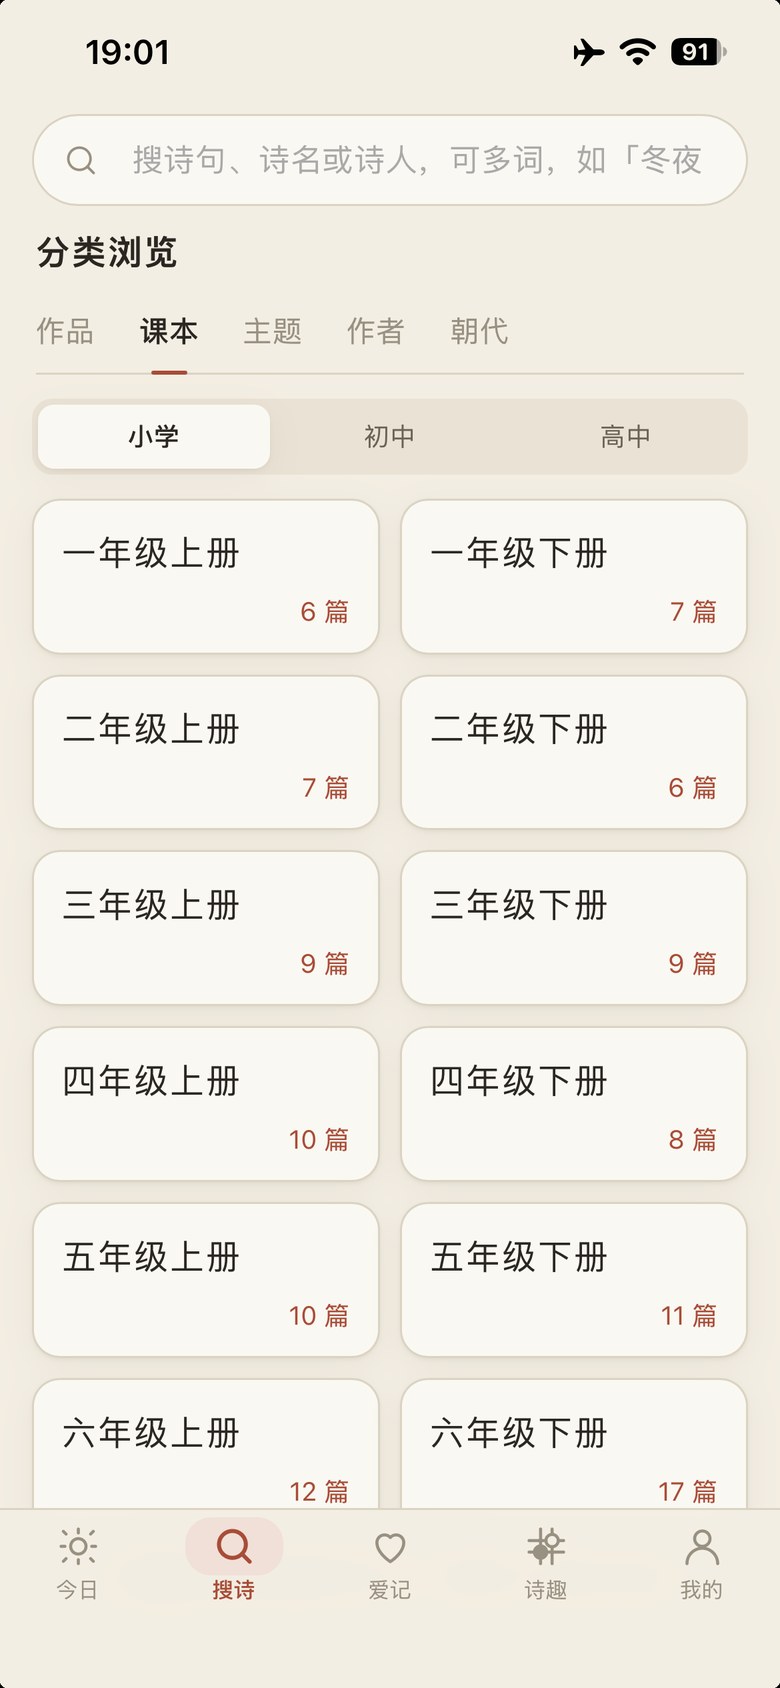 19:01
91
搜诗句、诗名或诗人，可多词，如「冬夜
分类浏览
作品 课本 主题 作者 朝代
小学 初中 高中
一年级上册 一年级下册
6 篇 7 篇
二年级上册 二年级下册
7 篇 6 篇
三年级上册 三年级下册
9 篇 9 篇
四年级上册 四年级下册
10 篇 8 篇
五年级上册 五年级下册
10 篇 11 篇
六年级上册 六年级下册
12 篇 17 篇
今日 搜诗 爱记 诗趣 我的